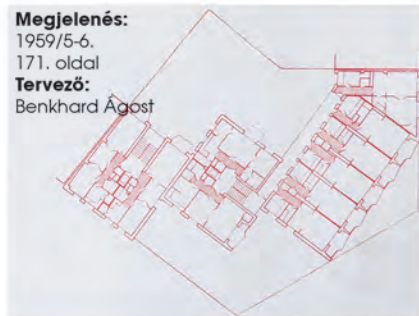 Megjelenés:
1959/5-6.
171. oldal
Tervező:
Benkhard Ágost